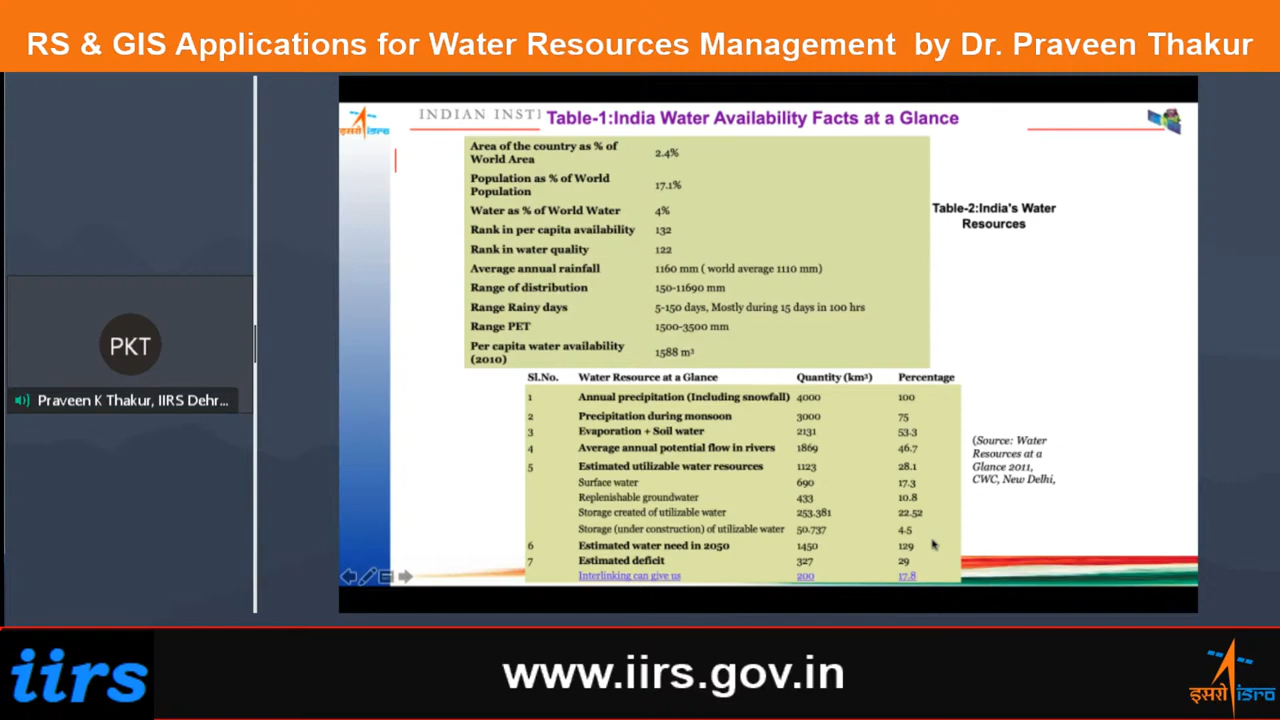 RS & GIS Applications for Water Resources Management by Dr. Praveen Thakur
इसरो isro
INDIAN INSTI
Table-1:India Water Availability Facts at a Glance
Area of the country as % of World Area 2.4%
Population as % of World Population 17.1%
Water as % of World Water 4%
Rank in per capita availability 132
Rank in water quality 122
Average annual rainfall 1160 mm ( world average 1110 mm)
Range of distribution 150-11690 mm
Range Rainy days 5-150 days, Mostly during 15 days in 100 hrs
Range PET 1500-3500 mm
Per capita water availability (2010) 1588 m³
Table-2:India's Water
Resources
Sl.No. Water Resource at a Glance Quantity (km³) Percentage
1 Annual precipitation (Including snowfall) 4000 100
2 Precipitation during monsoon 3000 75
3 Evaporation + Soil water 2131 53.3
4 Average annual potential flow in rivers 1869 46.7
5 Estimated utilizable water resources 1123 28.1
Surface water 690 17.3
Replenishable groundwater 433 10.8
Storage created of utilizable water 253.381 22.52
Storage (under construction) of utilizable water 50.737 4.5
6 Estimated water need in 2050 1450 129
7 Estimated deficit 327 29
Interlinking can give us 200 17.8
(Source: Water
Resources at a
Glance 2011,
CWC, New Delhi,
PKT
Praveen K Thakur, IIRS Dehr...
iirs
www.iirs.gov.in
इसरो isro